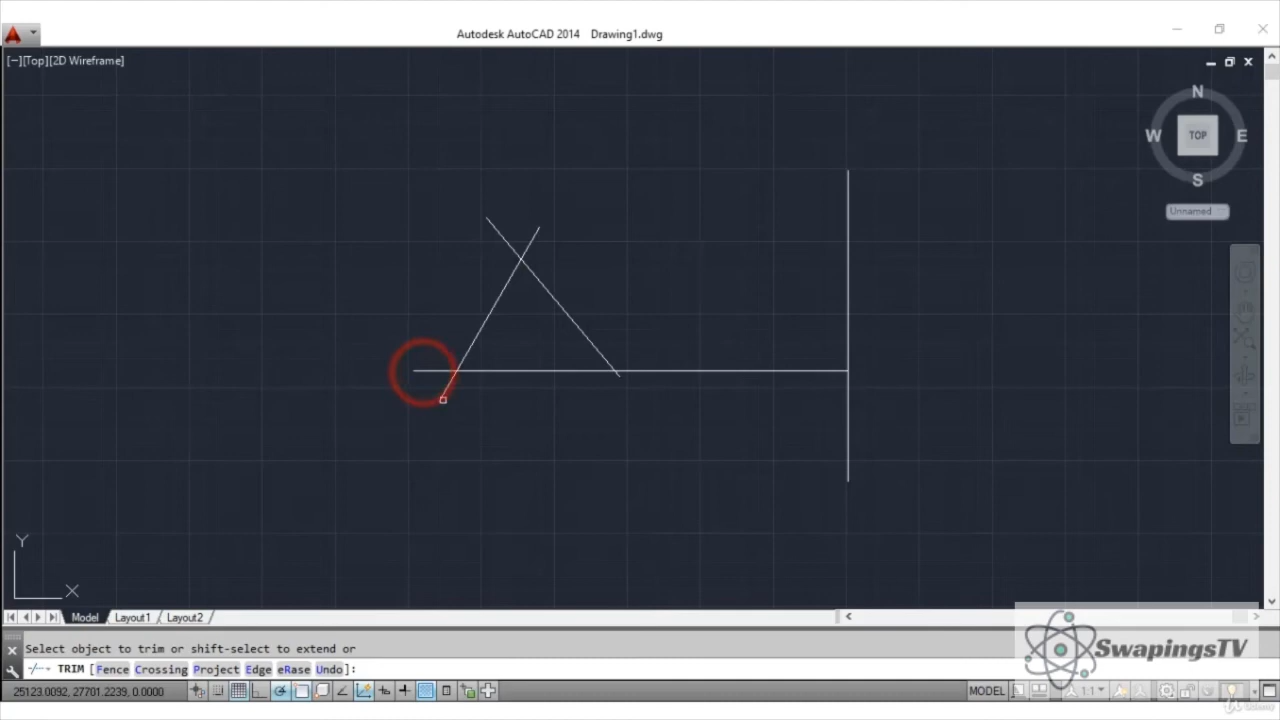 Autodesk AutoCAD 2014 Drawing1.dwg
[−][Top][2D Wireframe]
N
W TOP E
S
Unnamed
Y
X
Model Layout1 Layout2
Select object to trim or shift-select to extend or
TRIM [Fence Crossing Project Edge eRase Undo]:
SwapingsTV
25123.0092, 27701.2239, 0.0000 MODEL 1:1
Udemy